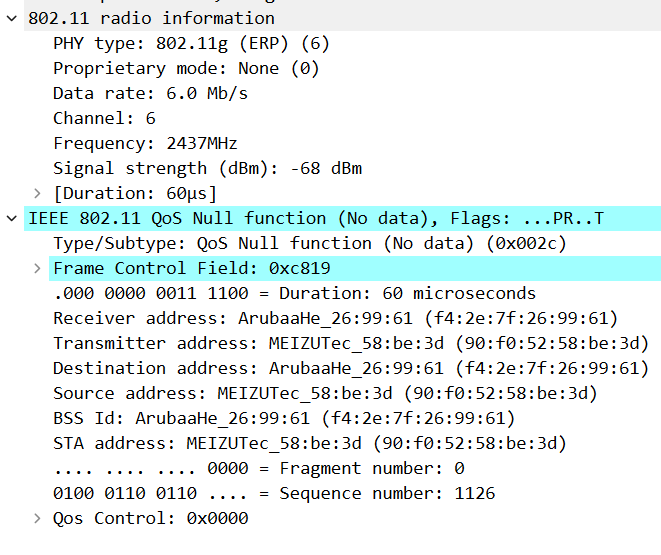 802.11 radio information
PHY type: 802.11g (ERP) (6)
Proprietary mode: None (0)
Data rate: 6.0 Mb/s
Channel: 6
Frequency: 2437MHz
Signal strength (dBm): -68 dBm
[Duration: 60µs]
IEEE 802.11 QoS Null function (No data), Flags: ...PR..T
Type/Subtype: QoS Null function (No data) (0x002c)
Frame Control Field: 0xc819
.000 0000 0011 1100 = Duration: 60 microseconds
Receiver address: ArubaaHe_26:99:61 (f4:2e:7f:26:99:61)
Transmitter address: MEIZUTec_58:be:3d (90:f0:52:58:be:3d)
Destination address: ArubaaHe_26:99:61 (f4:2e:7f:26:99:61)
Source address: MEIZUTec_58:be:3d (90:f0:52:58:be:3d)
BSS Id: ArubaaHe_26:99:61 (f4:2e:7f:26:99:61)
STA address: MEIZUTec_58:be:3d (90:f0:52:58:be:3d)
.... .... .... 0000 = Fragment number: 0
0100 0110 0110 .... = Sequence number: 1126
Qos Control: 0x0000